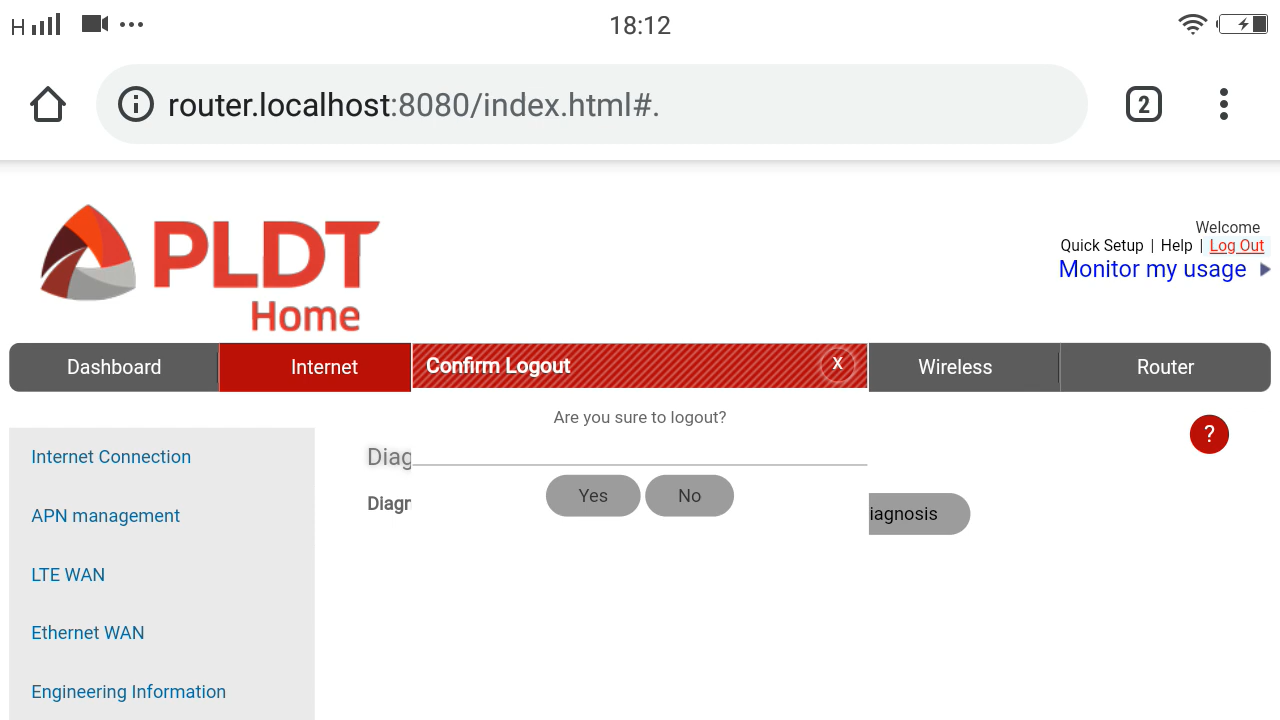 H 18:12
router.localhost:8080/index.html#.
2
PLDT
Home
Welcome
Quick Setup | Help | Log Out
Monitor my usage
Dashboard
Internet
Confirm Logout
X
Wireless
Router
Are you sure to logout?
Yes
No
?
Diag
Diagn
iagnosis
Internet Connection
APN management
LTE WAN
Ethernet WAN
Engineering Information